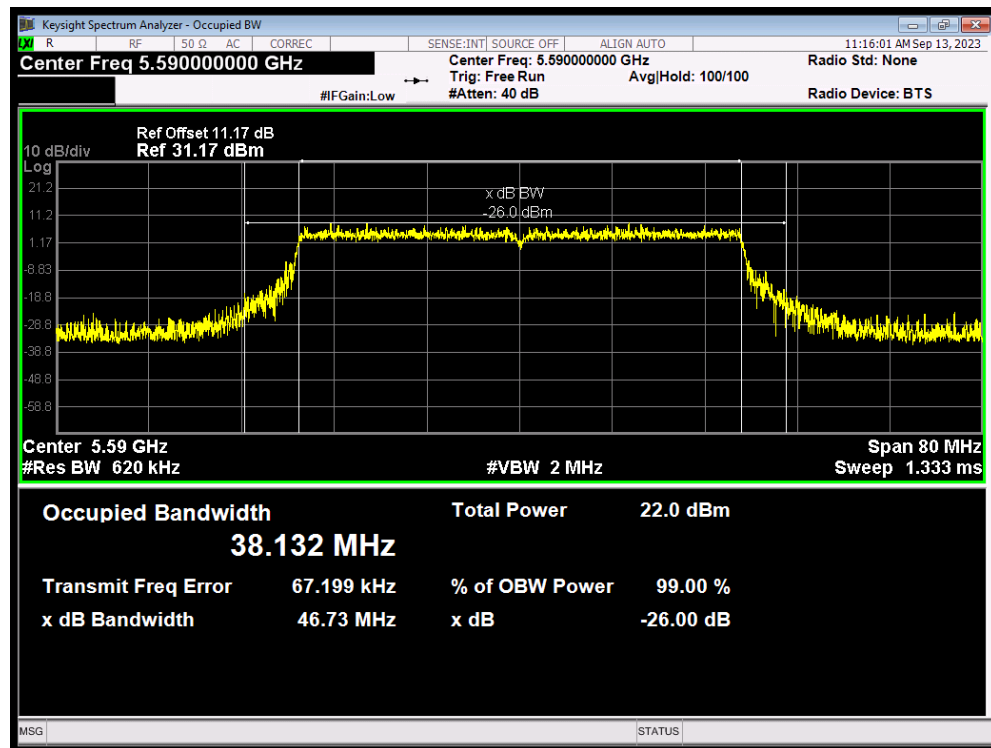 Keysight Spectrum Analyzer - Occupied BW
LXI R RF 50 Ω AC CORREC SENSE:INT SOURCE OFF ALIGN AUTO 11:16:01 AM Sep 13, 2023
Center Freq 5.590000000 GHz Center Freq: 5.590000000 GHz Radio Std: None
Trig: Free Run Avg|Hold: 100/100
#IFGain:Low #Atten: 40 dB Radio Device: BTS
Ref Offset 11.17 dB
10 dB/div Ref 31.17 dBm
Log
21.2
x dB BW
11.2
-26.0 dBm
1.17
-8.83
-18.8
-28.8
-38.8
-48.8
-58.8
Center 5.59 GHz Span 80 MHz
#Res BW 620 kHz #VBW 2 MHz Sweep 1.333 ms
Occupied Bandwidth Total Power 22.0 dBm
38.132 MHz
Transmit Freq Error 67.199 kHz % of OBW Power 99.00 %
x dB Bandwidth 46.73 MHz x dB -26.00 dB
MSG STATUS